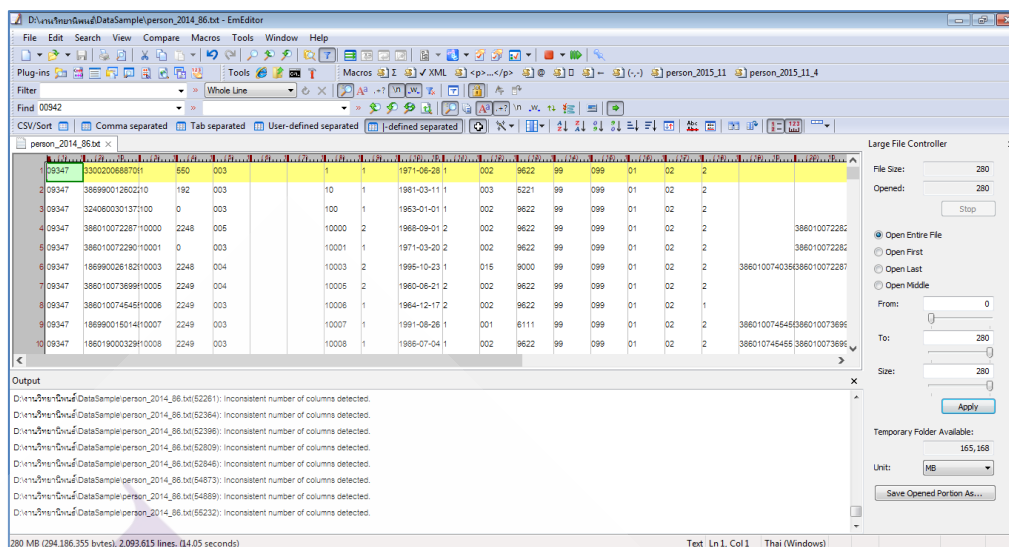 D:\งานวิทยานิพนธ์\DataSample\person_2014_86.txt - EmEditor
File Edit Search View Compare Macros Tools Window Help
Plug-ins Tools Macros Σ √ XML <p>...</p> @ (-,-) person_2015_11 person_2015_11_4
Filter Whole Line
Find 00942
CSV/Sort Comma separated Tab separated User-defined separated |-defined separated
person_2014_86.txt ×
1 09347 3300200688709 1 550 003 1 1 1971-06-28 1 002 9622 99 099 01 02 2
2 09347 3869900126022 10 192 003 10 1 1981-03-11 1 003 5221 99 099 01 02 2
3 09347 3240600301373 100 0 003 100 1 1953-01-01 1 002 9622 99 099 01 02 2
4 09347 386010072287 10000 2248 005 10000 2 1968-09-01 2 002 9622 99 099 01 02 2 386010072282
5 09347 386010072290 10001 0 003 10001 1 1971-03-20 2 002 9622 99 099 01 02 2 386010072282
6 09347 186990026182 10003 2248 004 10003 2 1995-10-23 1 015 9000 99 099 01 02 2 386010074035 386010072287
7 09347 386010073699 10005 2249 004 10005 2 1960-06-21 2 002 9622 99 099 01 02 2
8 09347 386010074545 10006 2249 003 10006 1 1964-12-17 2 002 9622 99 099 01 02 1
9 09347 186990015014 10007 2249 003 10007 1 1991-08-26 1 001 6111 99 099 01 02 2 386010074545 386010073699
10 09347 186019000329 10008 2249 003 10008 1 1986-07-04 1 002 9622 99 099 01 02 2 386010745455 386010073699
Output
D:\งานวิทยานิพนธ์\DataSample\person_2014_86.txt(52261): Inconsistent number of columns detected.
D:\งานวิทยานิพนธ์\DataSample\person_2014_86.txt(52364): Inconsistent number of columns detected.
D:\งานวิทยานิพนธ์\DataSample\person_2014_86.txt(52396): Inconsistent number of columns detected.
D:\งานวิทยานิพนธ์\DataSample\person_2014_86.txt(52809): Inconsistent number of columns detected.
D:\งานวิทยานิพนธ์\DataSample\person_2014_86.txt(52846): Inconsistent number of columns detected.
D:\งานวิทยานิพนธ์\DataSample\person_2014_86.txt(54873): Inconsistent number of columns detected.
D:\งานวิทยานิพนธ์\DataSample\person_2014_86.txt(54889): Inconsistent number of columns detected.
D:\งานวิทยานิพนธ์\DataSample\person_2014_86.txt(55232): Inconsistent number of columns detected.
Large File Controller
File Size: 280
Opened: 280
Stop
Open Entire File
Open First
Open Last
Open Middle
From: 0
To: 280
Size: 280
Apply
Temporary Folder Available:
165,168
Unit: MB
Save Opened Portion As...
280 MB (294,186,355 bytes), 2,093,615 lines, (14.05 seconds) Text Ln 1, Col 1 Thai (Windows)